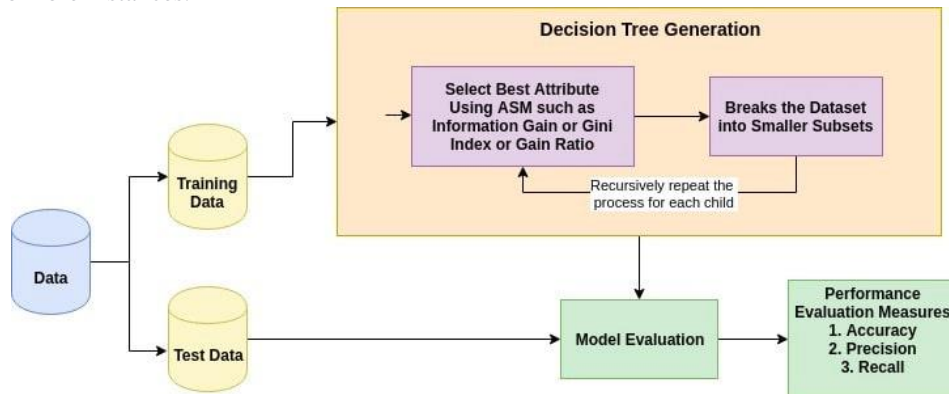 Decision Tree Generation
Select Best Attribute
Using ASM such as
Information Gain or Gini
Index or Gain Ratio
Breaks the Dataset
into Smaller Subsets
Recursively repeat the
process for each child
Training
Data
Data
Test Data
Model Evaluation
Performance
Evaluation Measures
1. Accuracy
2. Precision
3. Recall